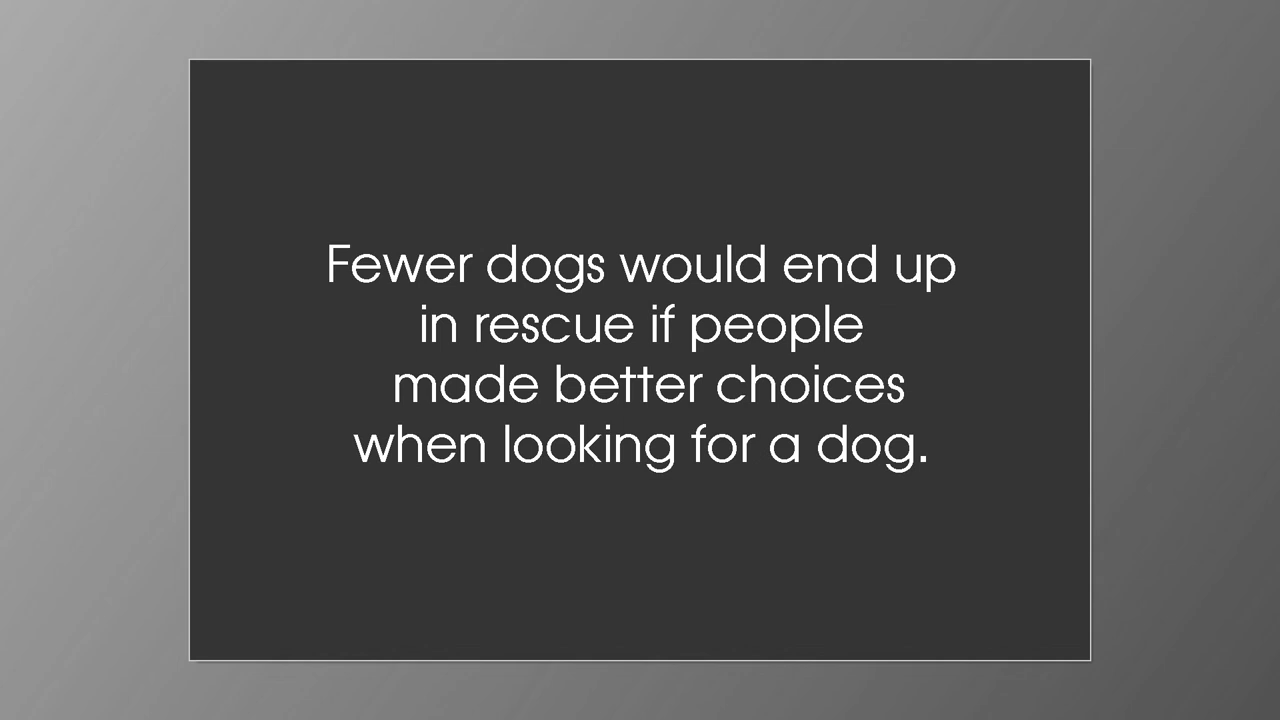 Fewer dogs would end up
in rescue if people
made better choices
when looking for a dog.